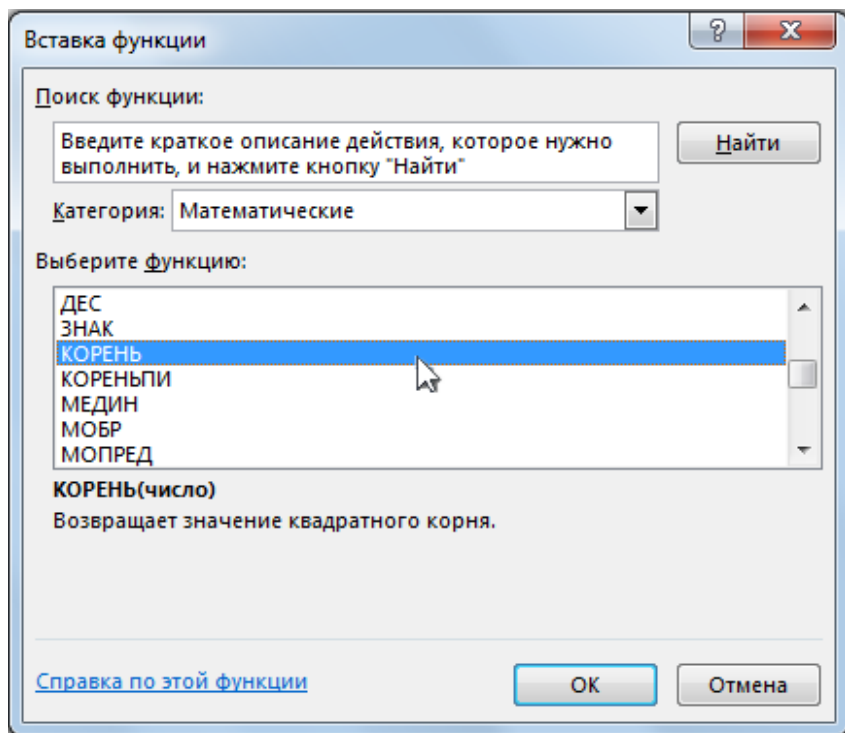 Вставка функции
Поиск функции:
Введите краткое описание действия, которое нужно
выполнить, и нажмите кнопку "Найти"
Найти
Категория: Математические
Выберите функцию:
ДЕС
ЗНАК
КОРЕНЬ
КОРЕНЬПИ
МЕДИН
МОБР
МОПРЕД
КОРЕНЬ(число)
Возвращает значение квадратного корня.
Справка по этой функции
ОК
Отмена